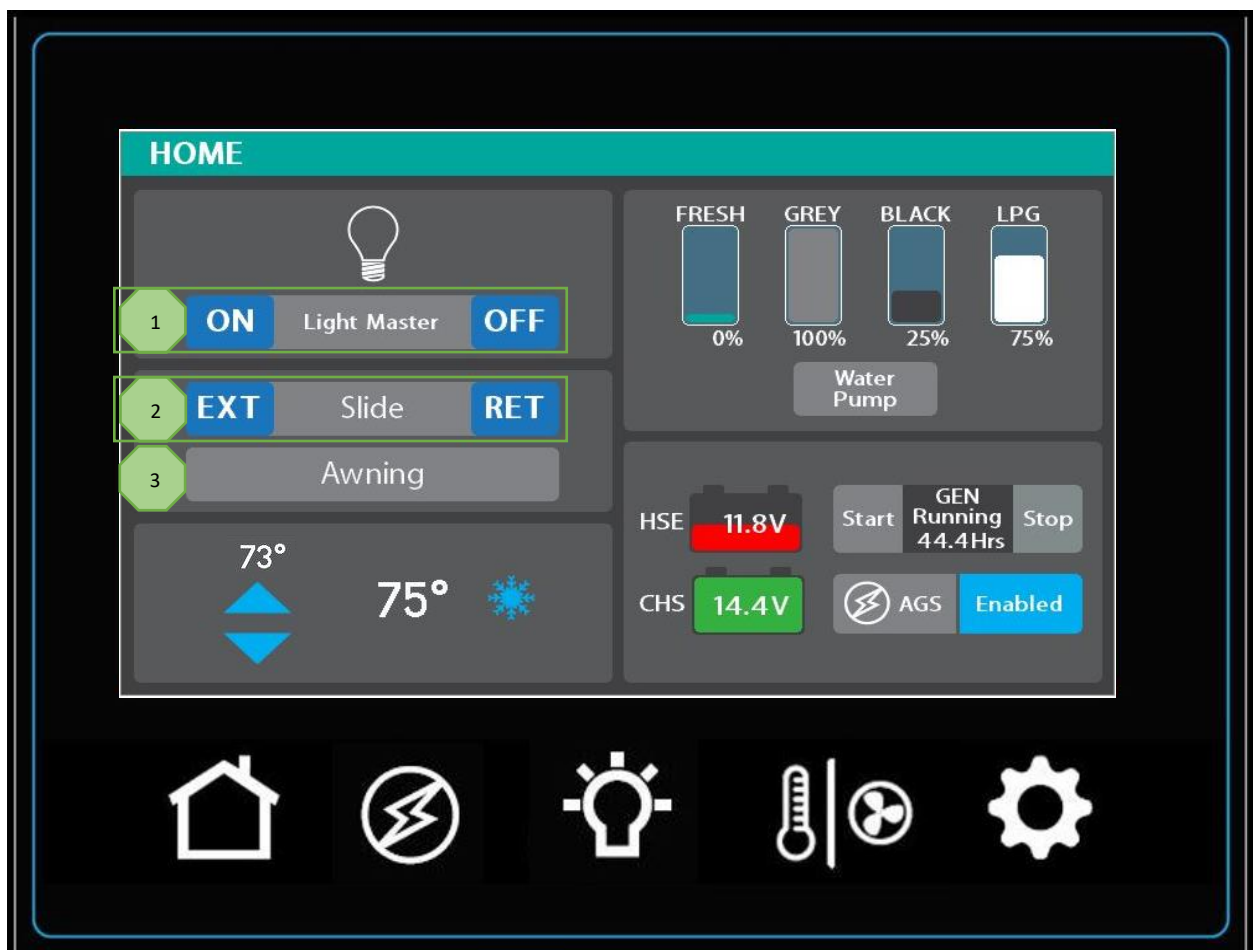 HOME
1 ON Light Master OFF
2 EXT Slide RET
3 Awning
73°
75°
FRESH GREY BLACK LPG
0% 100% 25% 75%
Water
Pump
HSE 11.8V
Start GEN Stop
Running
44.4Hrs
CHS 14.4V
AGS Enabled